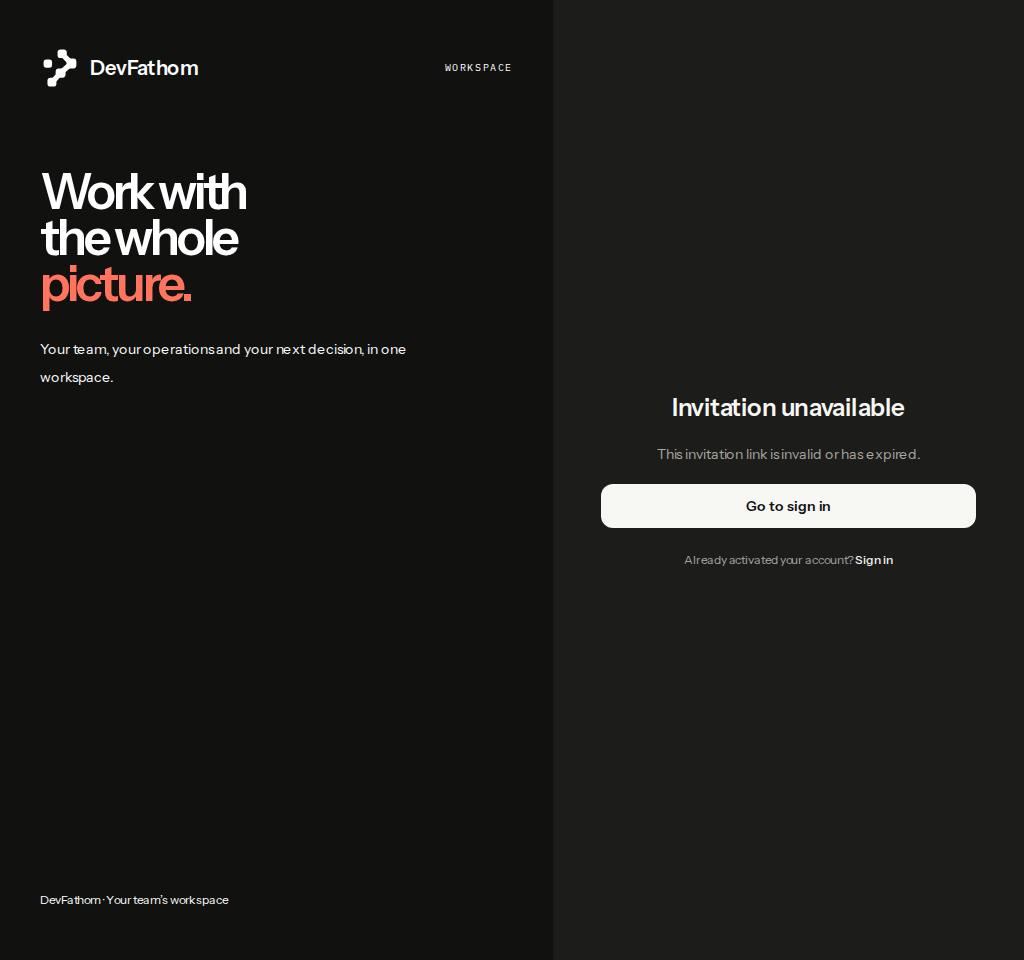 DevFathom
WORKSPACE
Work with
the whole
picture.
Your team, your operations and your next decision, in one
workspace.
Invitation unavailable
This invitation link is invalid or has expired.
Go to sign in
Already activated your account? Sign in
DevFathom · Your team's workspace